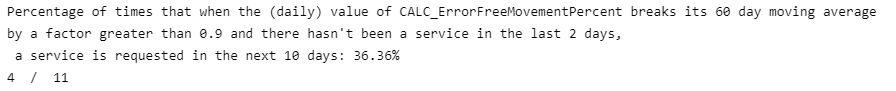 Percentage of times that when the (daily) value of CALC_ErrorFreeMovementPercent breaks its 60 day moving average
by a factor greater than 0.9 and there hasn't been a service in the last 2 days,
 a service is requested in the next 10 days: 36.36%
4  /  11